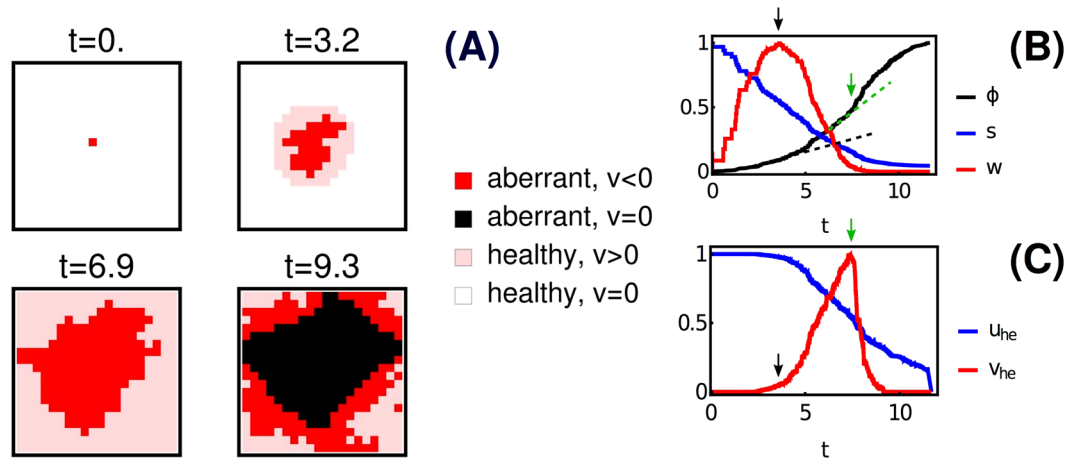 t=0.
t=3.2
(A)
t=6.9
t=9.3
aberrant, v<0
aberrant, v=0
healthy, v>0
healthy, v=0
(B)
1
0.5
0
0
5
10
t
ϕ
s
w
(C)
1
0.5
0
0
5
10
t
u_he
v_he